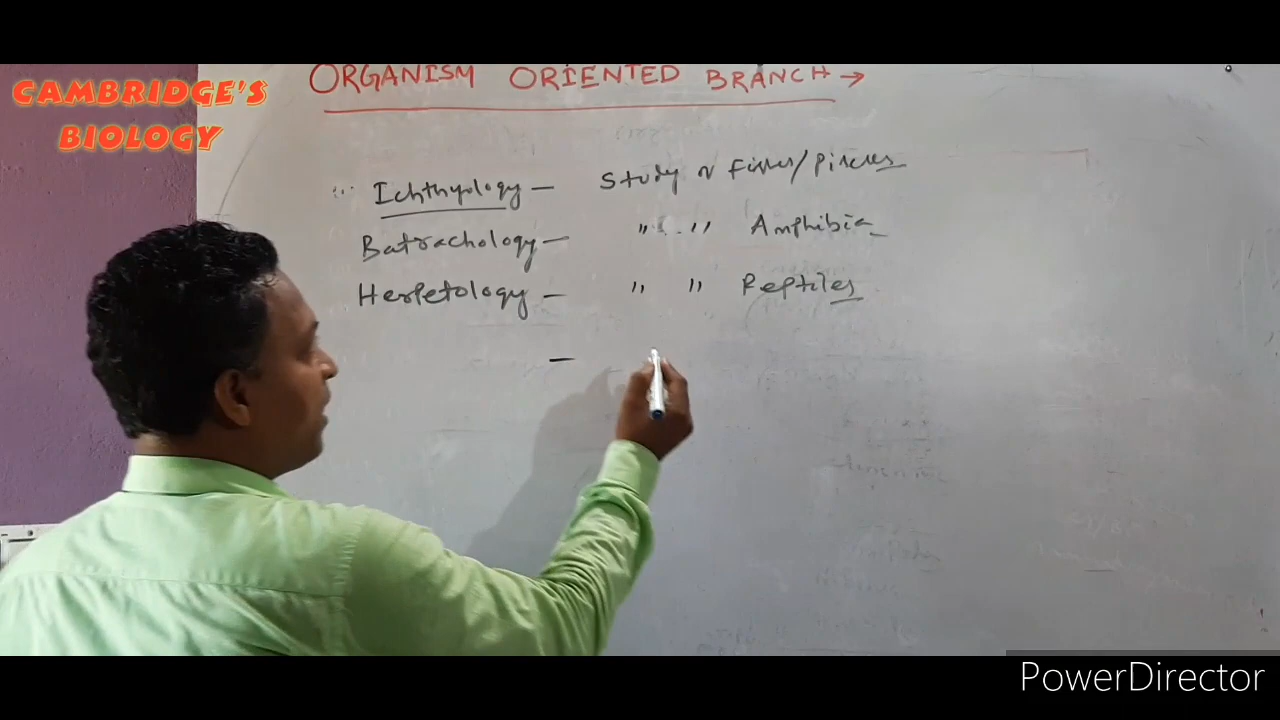 CAMBRIDGE'S
BIOLOGY
ORGANISM ORIENTED BRANCH →
Ichthyology — Study of Fishes/Pisces
Batrachology — " " Amphibia
Herpetology — " " Reptiles
—
PowerDirector